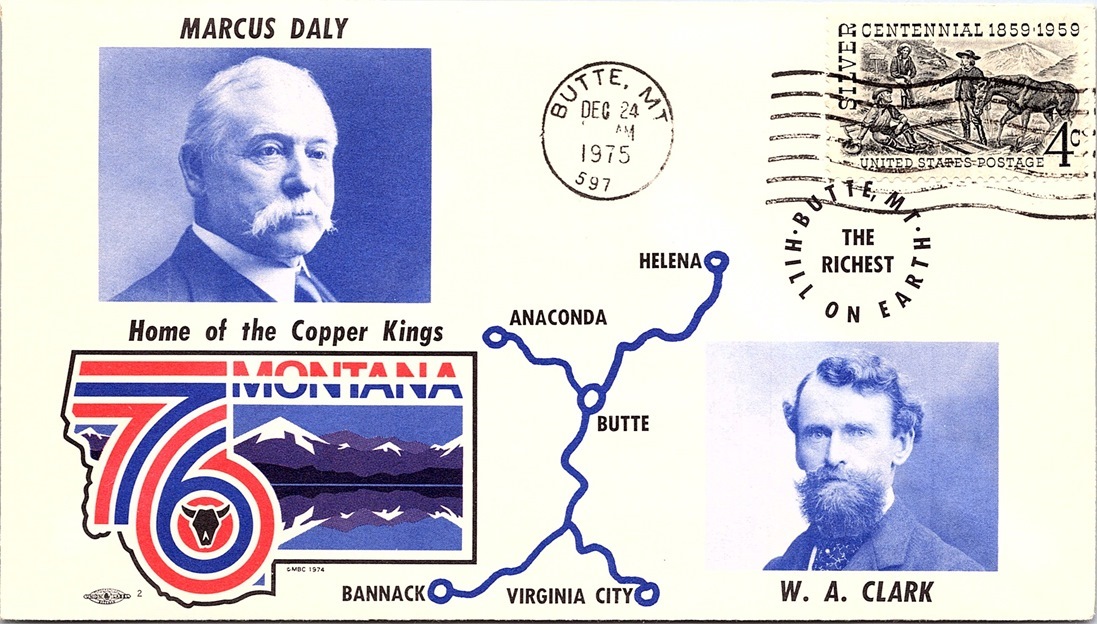 MARCUS DALY
SILVER
CENTENNIAL 1859·1959
UNITED STATES POSTAGE
4c
BUTTE, MT
DEC 24
AM
1975
597
BUTTE, MT·HILL ON EARTH
THE
RICHEST
HELENA
ANACONDA
BUTTE
BANNACK
VIRGINIA CITY
Home of the Copper Kings
MONTANA
76
©MBC 1974
2
W. A. CLARK